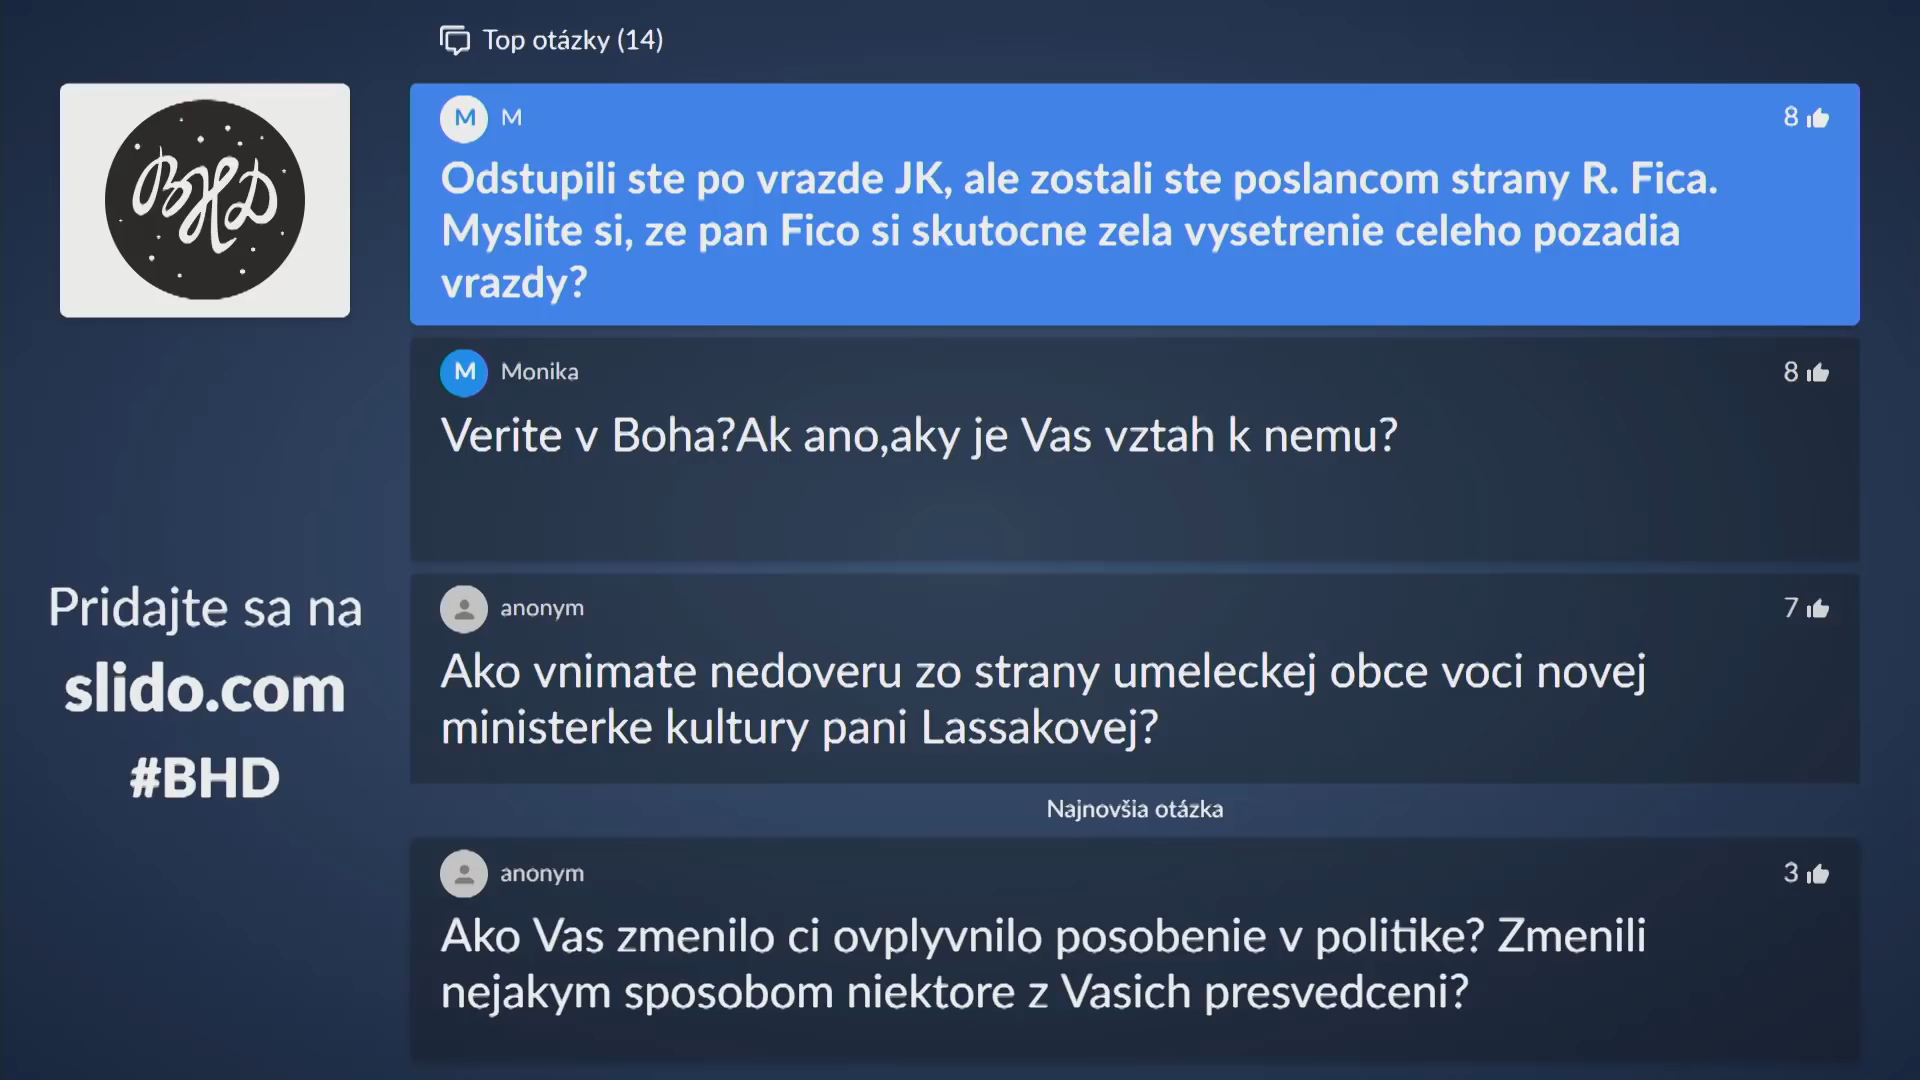 Top otázky (14)
BHD
M M 8
Odstupili ste po vrazde JK, ale zostali ste poslancom strany R. Fica.
Myslite si, ze pan Fico si skutocne zela vysetrenie celeho pozadia
vrazdy?
M Monika 8
Verite v Boha?Ak ano,aky je Vas vztah k nemu?
Pridajte sa na
slido.com
#BHD
anonym 7
Ako vnimate nedoveru zo strany umeleckej obce voci novej
ministerke kultury pani Lassakovej?
Najnovšia otázka
anonym 3
Ako Vas zmenilo ci ovplyvnilo posobenie v politike? Zmenili
nejakym sposobom niektore z Vasich presvedceni?